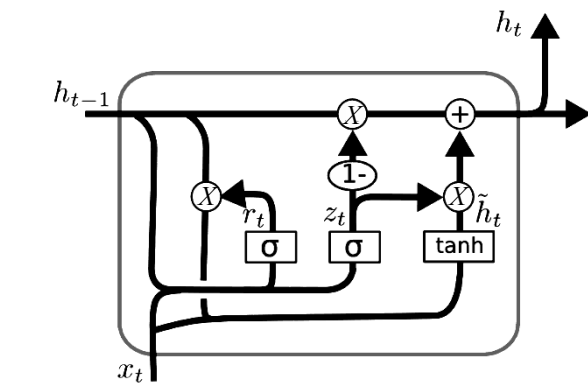 h_t
h_{t-1}
X
+
1-
X
r_t
z_t
X
h̃_t
σ
σ
tanh
x_t